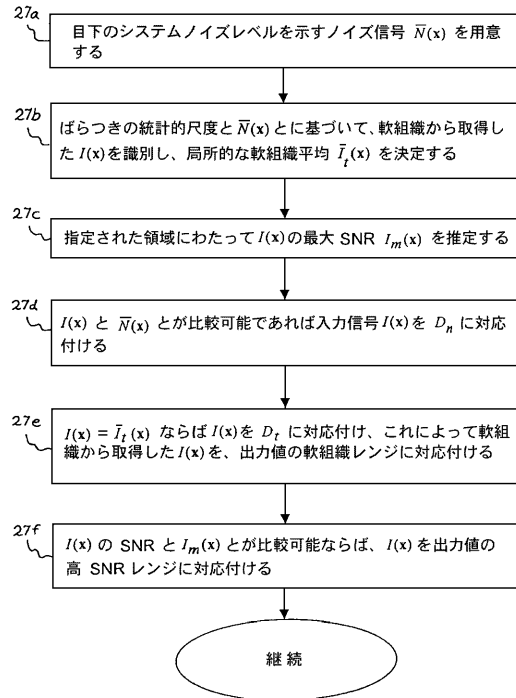 27a
目下のシステムノイズレベルを示すノイズ信号 N̄(x) を用意
する
27b
ばらつきの統計的尺度と N̄(x) とに基づいて、軟組織から取得し
た I(x)を識別し、局所的な軟組織平均 Ī_t(x) を決定する
27c
指定された領域にわたって I(x)の最大 SNR I_m(x) を推定する
27d
I(x) と N̄(x) とが比較可能であれば入力信号 I(x)を D_n に対応
付ける
27e
I(x) = Ī_t(x) ならば I(x)を D_t に対応付け、これによって軟組
織から取得した I(x)を、出力値の軟組織レンジに対応付ける
27f
I(x) の SNR と I_m(x) とが比較可能ならば、I(x)を出力値の
高 SNR レンジに対応付ける
継続